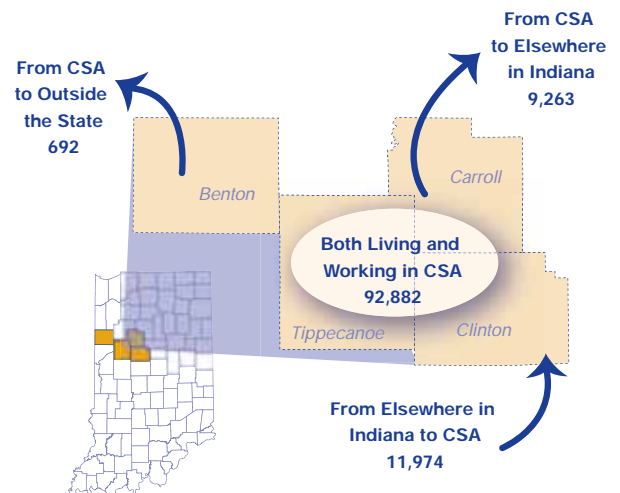 From CSA
to Outside
the State
692
From CSA
to Elsewhere
in Indiana
9,263
Benton
Carroll
Both Living and
Working in CSA
92,882
Tippecanoe
Clinton
From Elsewhere in
Indiana to CSA
11,974